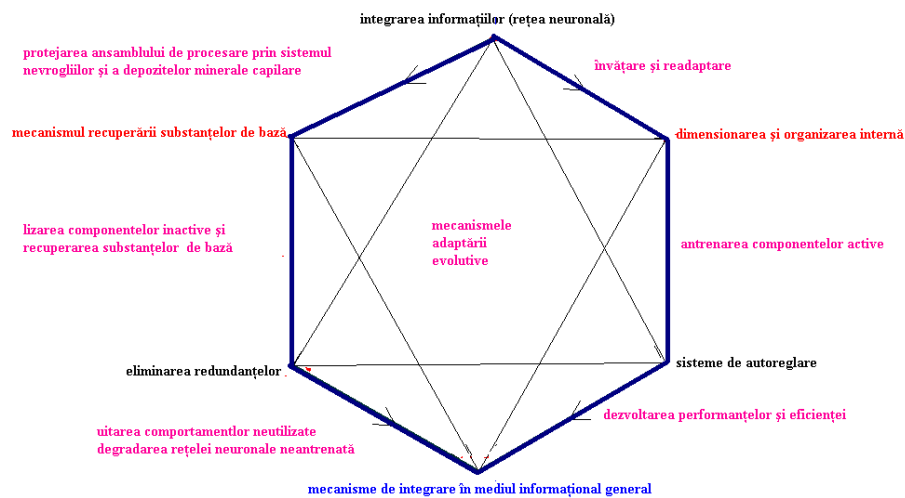 integrarea informațiilor (rețea neuronală)
protejarea ansamblului de procesare prin sistemul
nevrogliilor și a depozitelor minerale capilare
învățare și readaptare
mecanismul recuperării substanțelor de bază
dimensionarea și organizarea internă
lizarea componentelor inactive și
recuperarea substanțelor de bază
mecanismele
adaptării
evolutive
antrenarea componentelor active
eliminarea redundanțelor
sisteme de autoreglare
uitarea comportamentlor neutilizate
degradarea rețelei neuronale neantrenată
dezvoltarea performanțelor și eficienței
mecanisme de integrare în mediul informațional general